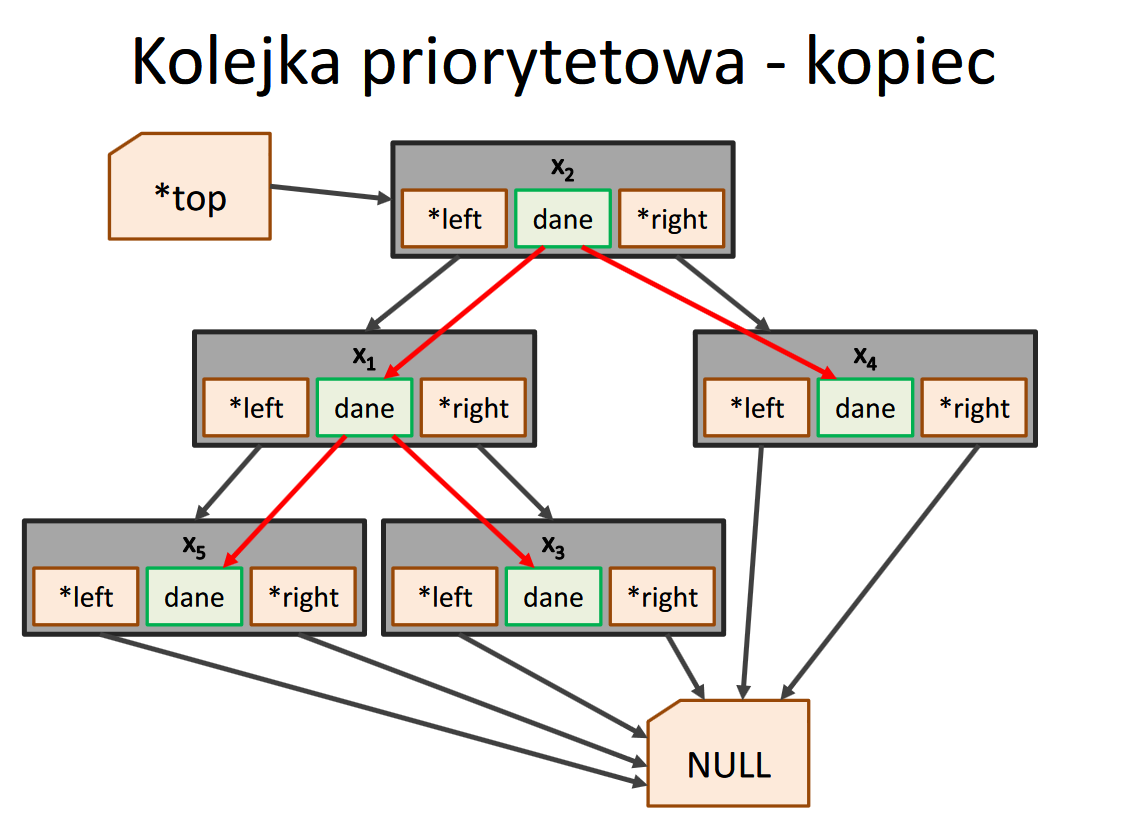 Kolejka priorytetowa - kopiec
*top
x₂
*left dane *right
x₁
*left dane *right
x₄
*left dane *right
x₅
*left dane *right
x₃
*left dane *right
NULL